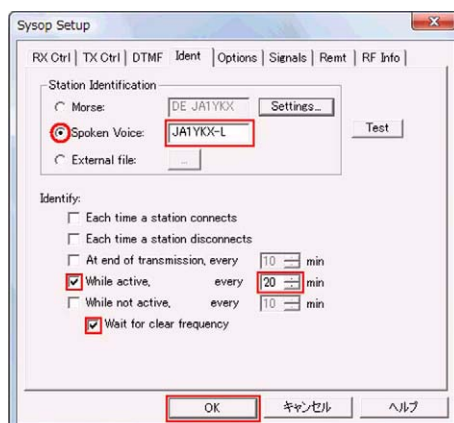 Sysop Setup
RX Ctrl TX Ctrl DTMF Ident Options Signals Remt RF Info
Station Identification
Morse: DE JA1YKX Settings...
Spoken Voice: JA1YKX-L Test
External file: ...
Identify:
Each time a station connects
Each time a station disconnects
At end of transmission, every 10 min
While active, every 20 min
While not active, every 10 min
Wait for clear frequency
OK キャンセル ヘルプ